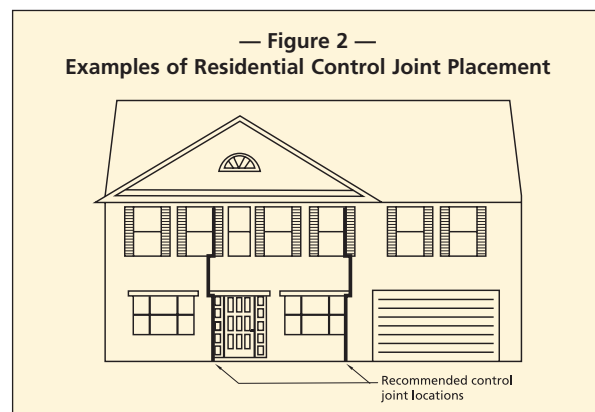 — Figure 2 —
Examples of Residential Control Joint Placement
Recommended control
joint locations